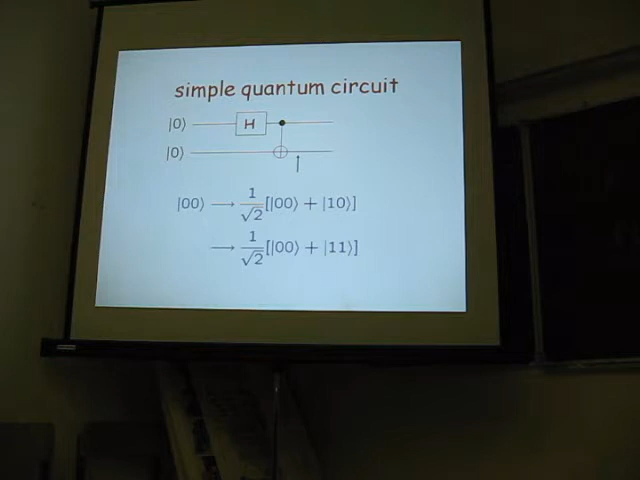 simple quantum circuit
|0⟩ H
|0⟩
|00⟩ → 1/√2 [|00⟩ + |10⟩]
→ 1/√2 [|00⟩ + |11⟩]